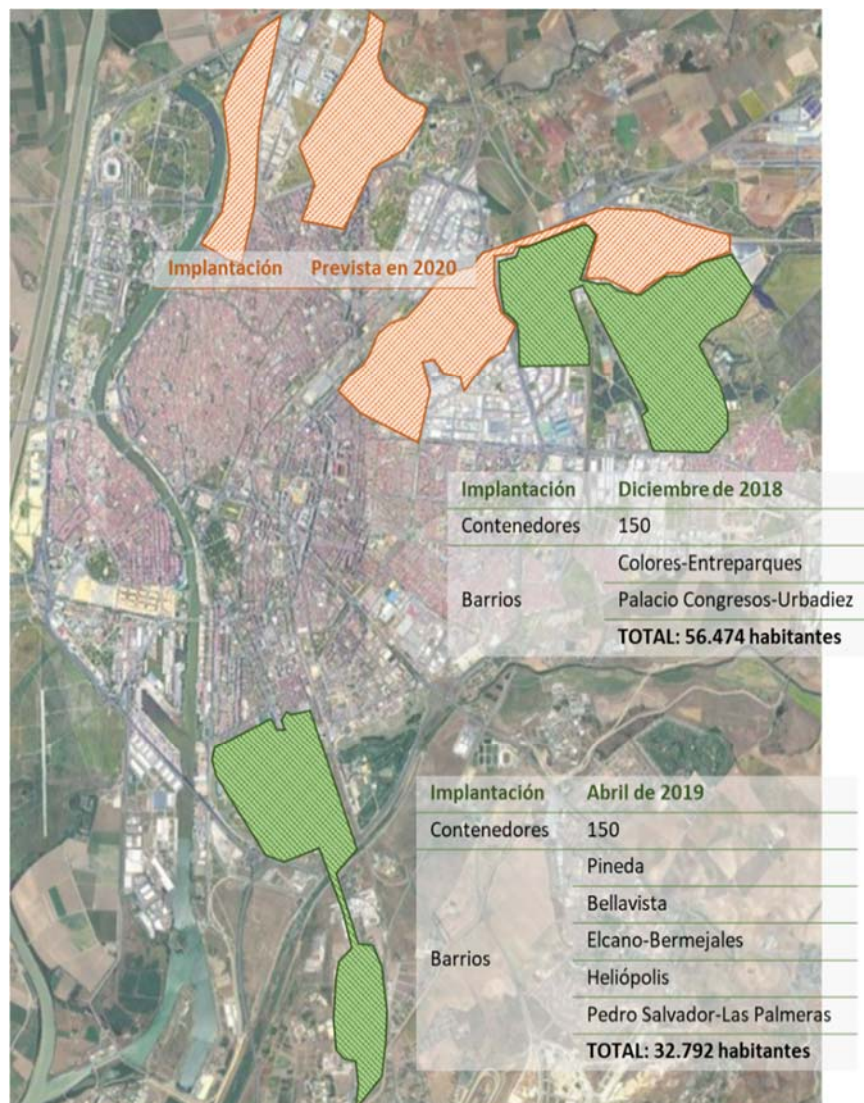 Implantación Prevista en 2020
Implantación Diciembre de 2018
Contenedores 150
Colores-Entreparques
Barrios Palacio Congresos-Urbadiez
TOTAL: 56.474 habitantes
Implantación Abril de 2019
Contenedores 150
Pineda
Bellavista
Elcano-Bermejales
Barrios
Heliópolis
Pedro Salvador-Las Palmeras
TOTAL: 32.792 habitantes